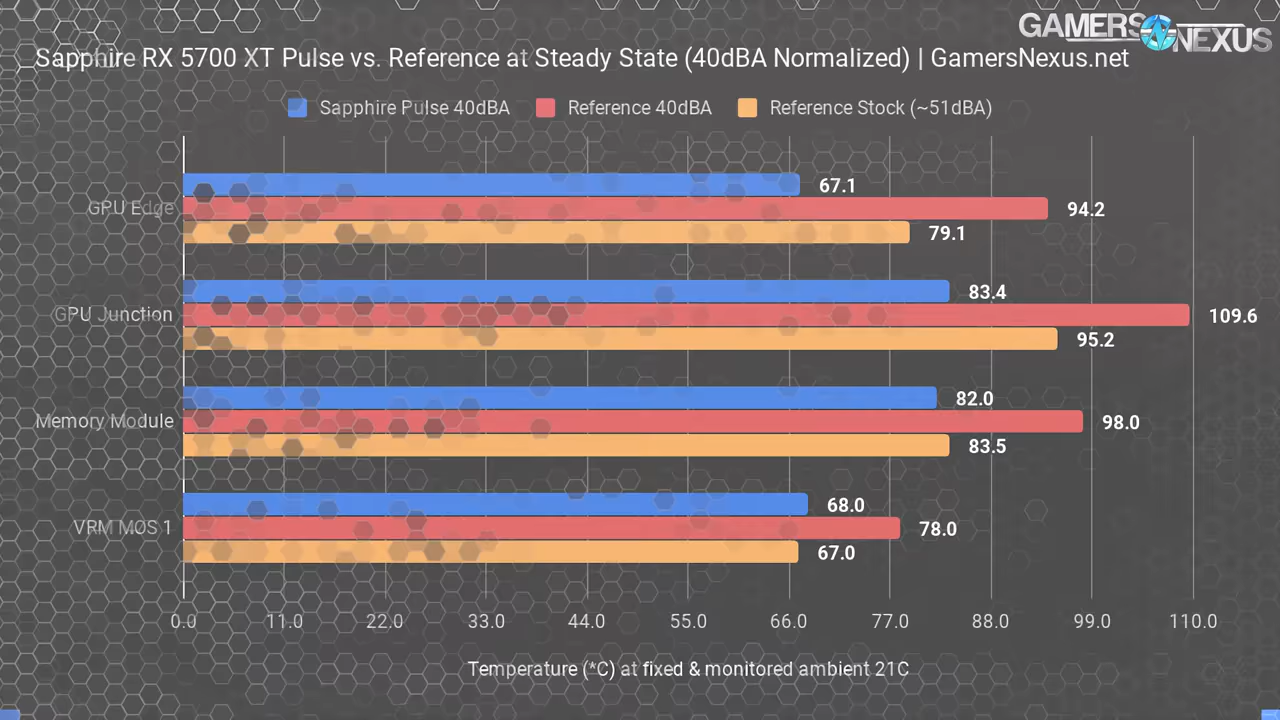 GAMERS NEXUS
Sapphire RX 5700 XT Pulse vs. Reference at Steady State (40dBA Normalized) | GamersNexus.net
Sapphire Pulse 40dBA Reference 40dBA Reference Stock (~51dBA)
67.1
GPU Edge 94.2
79.1
83.4
GPU Junction 109.6
95.2
82.0
Memory Module 98.0
83.5
68.0
VRM MOS 1 78.0
67.0
0.0 11.0 22.0 33.0 44.0 55.0 66.0 77.0 88.0 99.0 110.0
Temperature (*C) at fixed & monitored ambient 21C